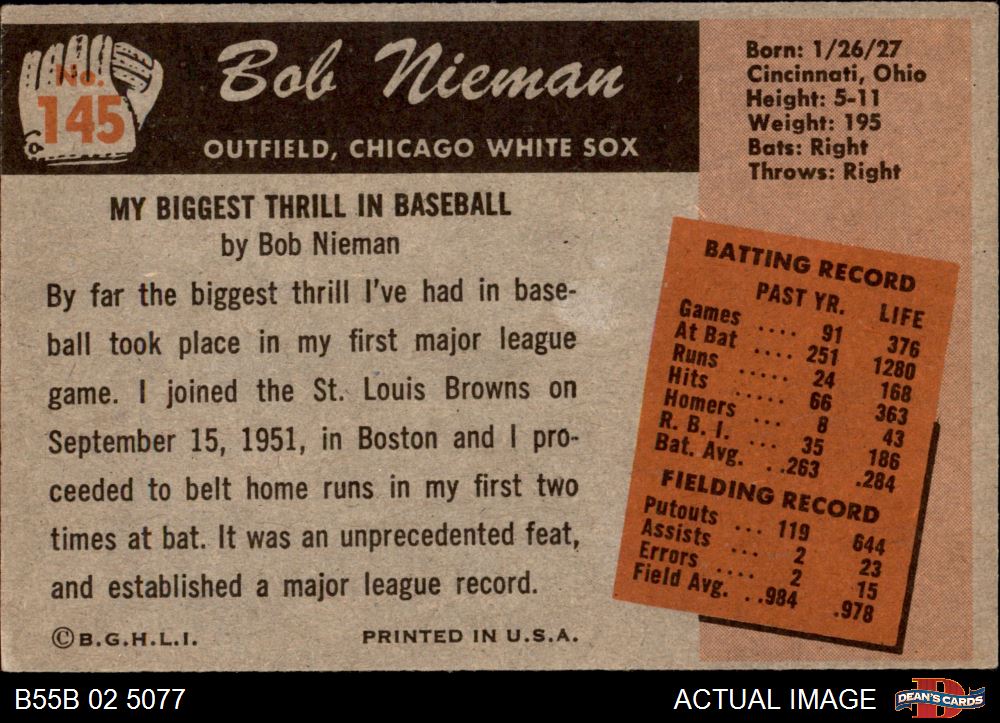 No.
145
Bob Nieman
OUTFIELD, CHICAGO WHITE SOX
Born: 1/26/27
Cincinnati, Ohio
Height: 5-11
Weight: 195
Bats: Right
Throws: Right
MY BIGGEST THRILL IN BASEBALL
by Bob Nieman
By far the biggest thrill I've had in base-
ball took place in my first major league
game. I joined the St. Louis Browns on
September 15, 1951, in Boston and I pro-
ceeded to belt home runs in my first two
times at bat. It was an unprecedented feat,
and established a major league record.
©B.G.H.L.I. PRINTED IN U.S.A.
BATTING RECORD
PAST YR. LIFE
Games .... 91 376
At Bat .... 251 1280
Runs ..... 24 168
Hits ..... 66 363
Homers ... 8 43
R. B. I. ... 35 186
Bat. Avg. ..263 .284
FIELDING RECORD
Putouts ... 119 644
Assists ... 2 23
Errors .... 2 15
Field Avg. ..984 .978
B55B 02 5077 ACTUAL IMAGE
D
DEAN'S CARDS